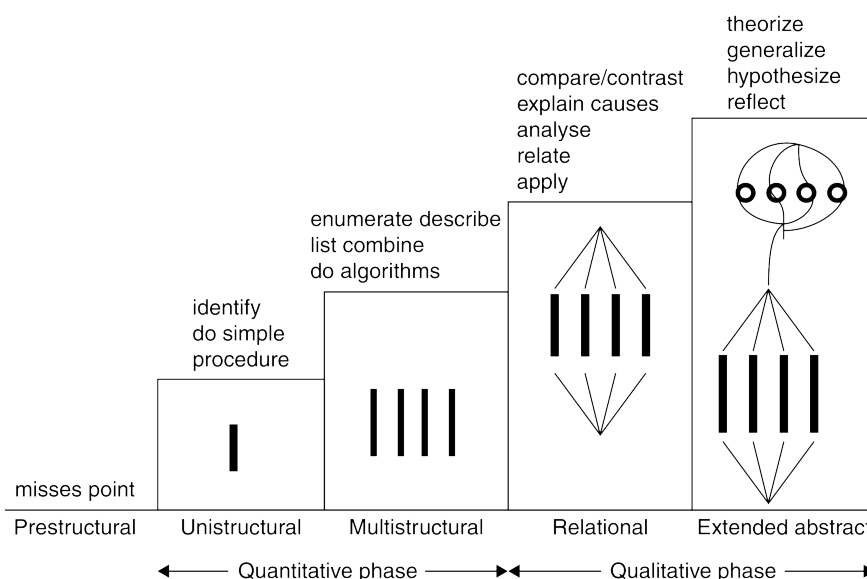 theorize
generalize
hypothesize
reflect
compare/contrast
explain causes
analyse
relate
apply
enumerate describe
list combine
do algorithms
identify
do simple
procedure
misses point
Prestructural
Unistructural
Multistructural
Relational
Extended abstract
Quantitative phase
Qualitative phase